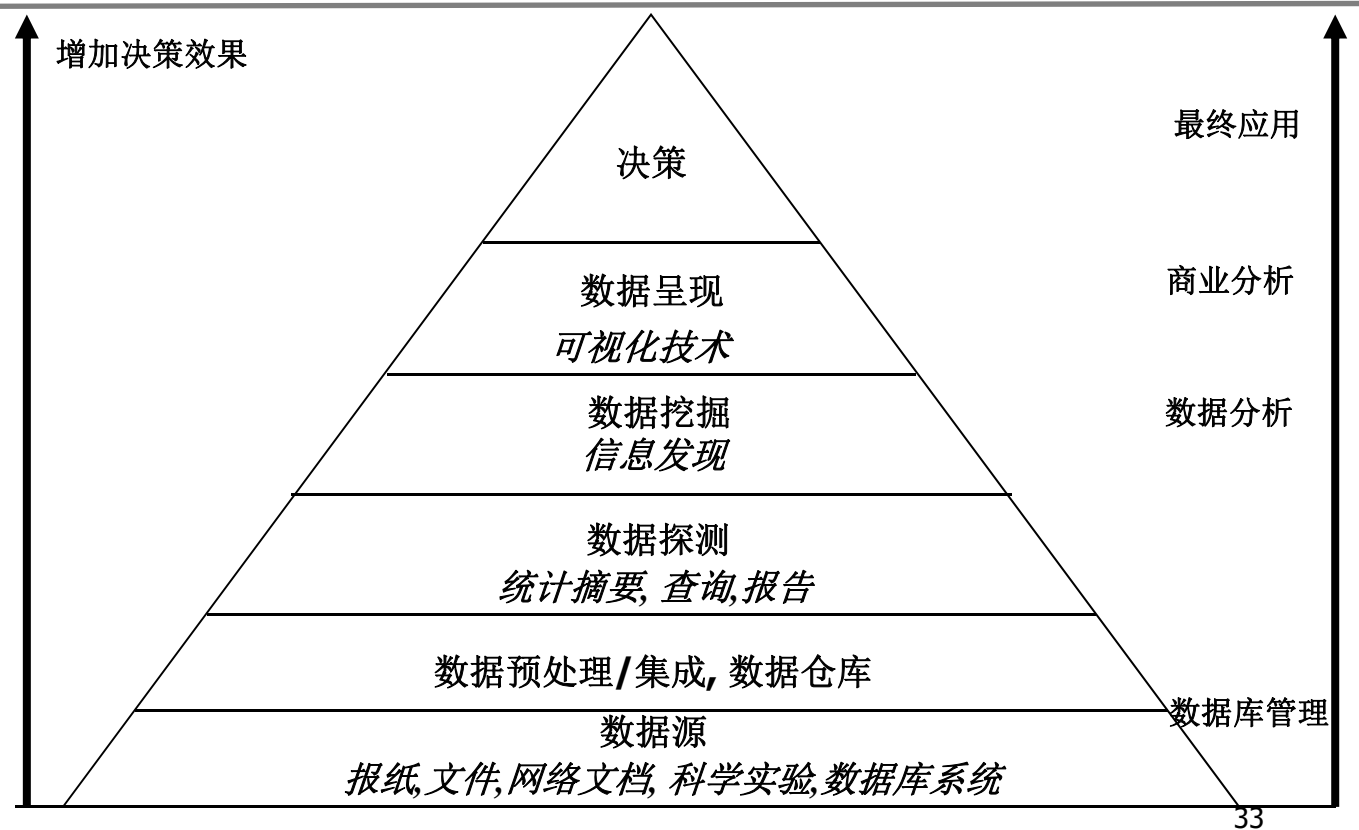 增加决策效果
最终应用
决策
商业分析
数据呈现
可视化技术
数据挖掘
数据分析
信息发现
数据探测
统计摘要, 查询,报告
数据预处理/集成, 数据仓库
数据库管理
数据源
报纸,文件,网络文档, 科学实验,数据库系统
33